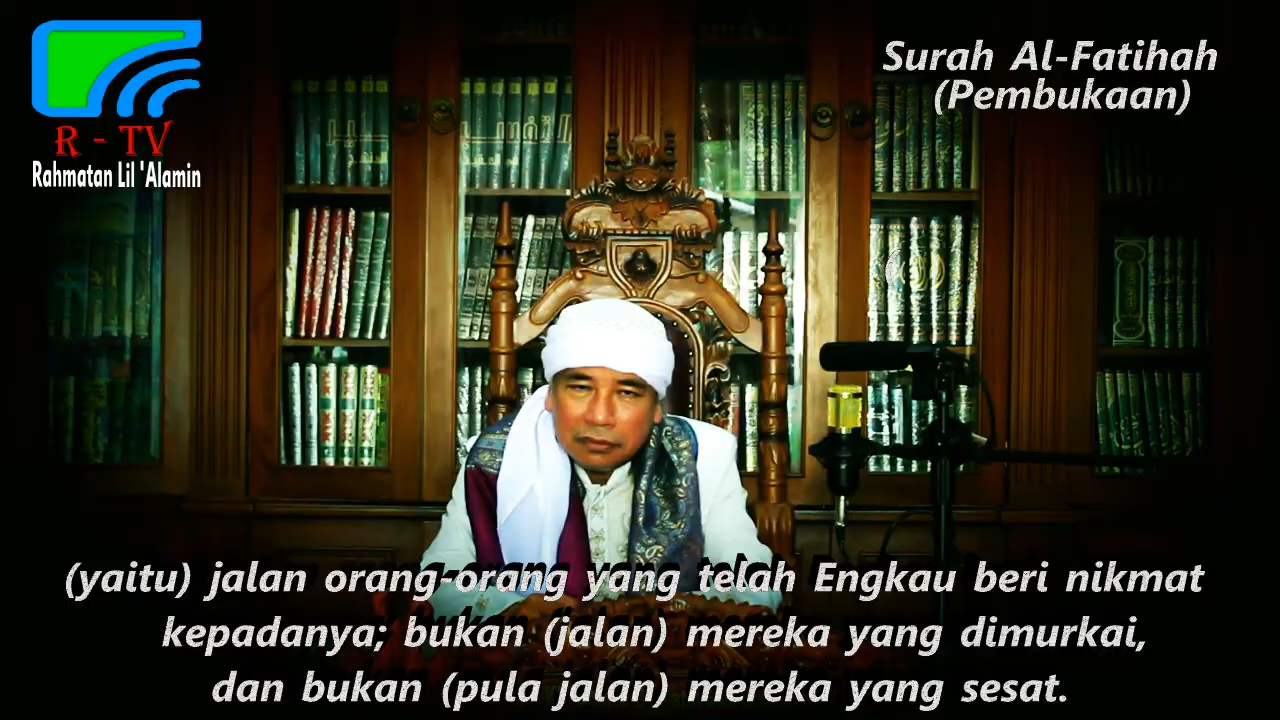 R - TV
Rahmatan Lil 'Alamin
Surah Al-Fatihah
(Pembukaan)
(yaitu) jalan orang-orang yang telah Engkau beri nikmat
kepadanya; bukan (jalan) mereka yang dimurkai,
dan bukan (pula jalan) mereka yang sesat.